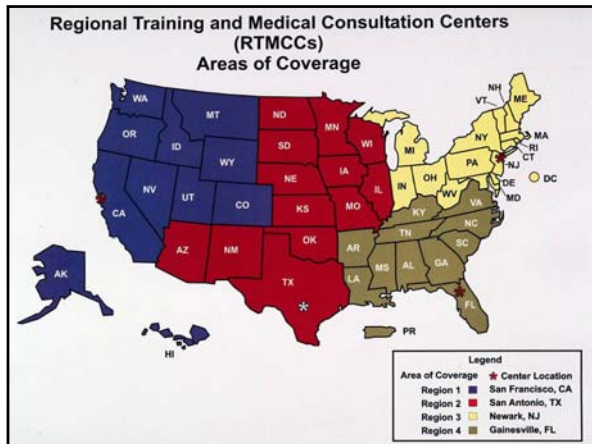 Regional Training and Medical Consultation Centers
(RTMCCs)
Areas of Coverage
WA
MT
ND
MN
WI
MI
NY
VT
NH
ME
MA
RI
CT
NJ
PA
OR
ID
WY
SD
IA
IL
IN
OH
WV
DE
MD
DC
CA
NV
UT
CO
NE
KS
MO
KY
VA
NC
TN
SC
AZ
NM
OK
AR
TX
LA
MS
AL
GA
FL
AK
HI
PR
Legend
Area of Coverage * Center Location
Region 1 San Francisco, CA
Region 2 San Antonio, TX
Region 3 Newark, NJ
Region 4 Gainesville, FL